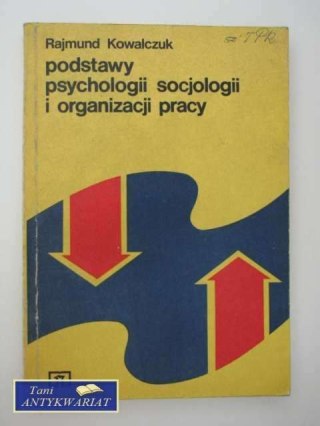 Rajmund Kowalczuk
podstawy
psychologii socjologii
i organizacji pracy
Tani
ANTYKWARIAT